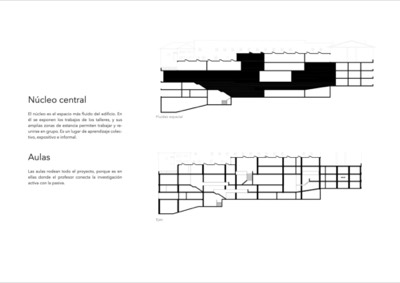 Núcleo central
El núcleo es el espacio más fluido del edificio. En
él se exponen los trabajos de los talleres, y sus
amplias zonas de estancia permiten trabajar y re-
unirse en grupo. Es un lugar de aprendizaje colec-
tivo, expositivo e informal.
Aulas
Las aulas rodean todo el proyecto, porque es en
ellas donde el profesor conecta la investigación
activa con la pasiva.